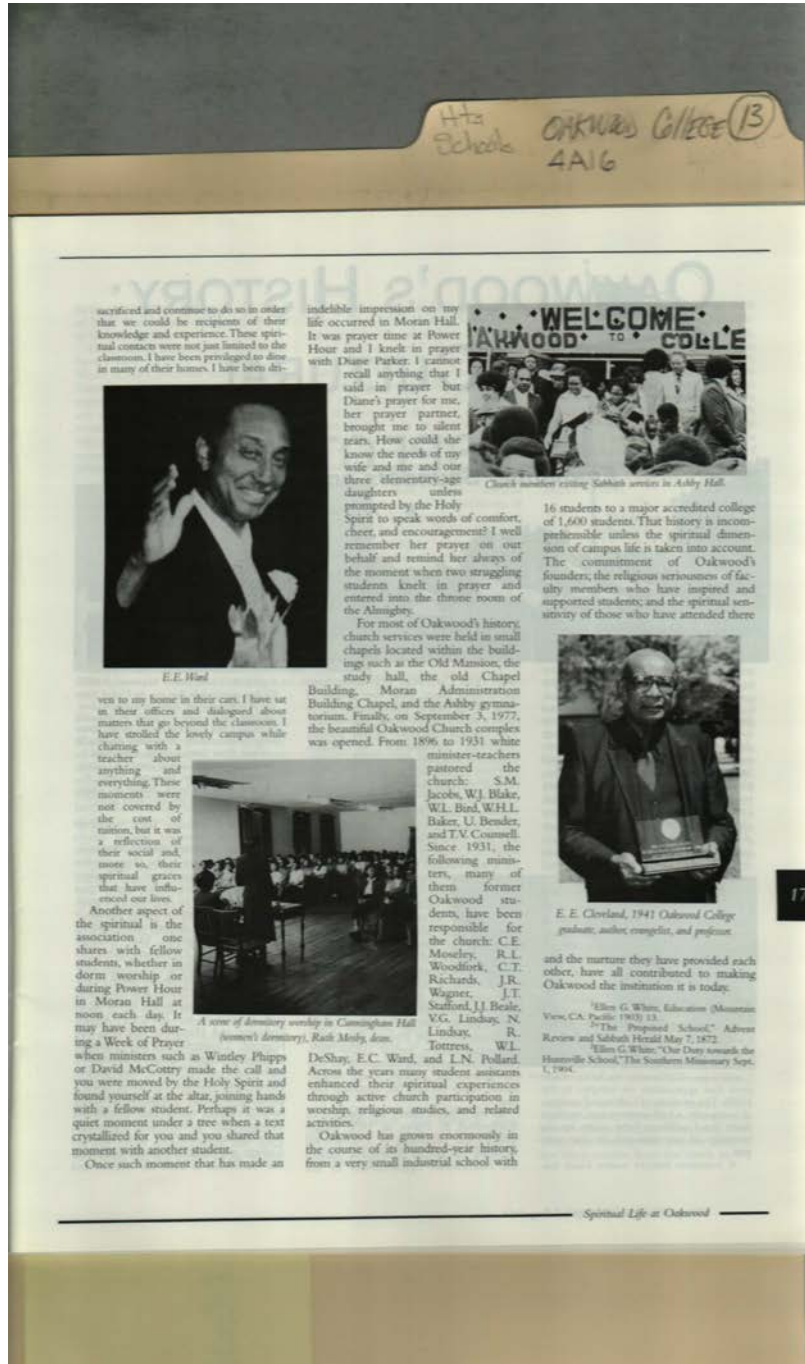 Hts
Schools
OAKWOOD COllEGE 13
4A16
sacrificed and continue to do so in order
that we could be recipients of their
knowledge and experience. These spiri-
tual contacts were not just limited to the
classroom. I have been privileged to dine
in many of their homes. I have been dri-
E.E. Ward
ven to my home in their cars. I have sat
in their offices and dialogued about
matters that go beyond the classroom. I
have strolled the lovely campus while
chatting with a
teacher about
anything and
everything. These
moments were
not covered by
the cost of
tuition, but it was
a reflection of
their social and,
more so, their
spiritual graces
that have influ-
enced our lives.
Another aspect of
the spiritual is the
association one
shares with fellow
students, whether in
dorm worship or
during Power Hour
in Moran Hall at
noon each day. It
may have been dur-
ing a Week of Prayer
when ministers such as Wintley Phipps
or David McCottry made the call and
you were moved by the Holy Spirit and
found yourself at the altar, joining hands
with a fellow student. Perhaps it was a
quiet moment under a tree when a text
crystallized for you and you shared that
moment with another student.
Once such moment that has made an
indelible impression on my
life occurred in Moran Hall.
It was prayer time at Power
Hour and I knelt in prayer
with Diane Parker. I cannot
recall anything that I
said in prayer but
Diane's prayer for me,
her prayer partner,
brought me to silent
tears. How could she
know the needs of my
wife and me and our
three elementary-age
daughters unless
prompted by the Holy
Spirit to speak words of comfort,
cheer, and encouragement? I well
remember her prayer on our
behalf and remind her always of
the moment when two struggling
students knelt in prayer and
entered into the throne room of
the Almighty.
For most of Oakwood's history,
church services were held in small
chapels located within the build-
ings such as the Old Mansion, the
study hall, the old Chapel
Building, Moran Administration
Building Chapel, and the Ashby gymna-
torium. Finally, on September 3, 1977,
the beautiful Oakwood Church complex
was opened. From 1896 to 1931 white
minister-teachers
pastored the
church: S.M.
Jacobs, W.J. Blake,
W.L. Bird, W.H.L.
Baker, U. Bender,
and T.V. Counsell.
Since 1931, the
following minis-
ters, many of
them former
Oakwood stu-
dents, have been
responsible for
the church: C.E.
Moseley, R.L.
Woodfork, C.T.
Richards, J.R.
Wagner, J.T.
Stafford, J.J. Beale,
V.G. Lindsay, N.
Lindsay, R.
Tottress, W.L.
A scene of dormitory worship in Cunningham Hall
(women's dormitory), Ruth Mosby, dean.
DeShay, E.C. Ward, and L.N. Pollard.
Across the years many student assistants
enhanced their spiritual experiences
through active church participation in
worship, religious studies, and related
activities.
Oakwood has grown enormously in
the course of its hundred-year history,
from a very small industrial school with
WELCOME
TO
OAKWOOD COLLE
Church members exiting Sabbath services in Ashby Hall.
16 students to a major accredited college
of 1,600 students. That history is incom-
prehensible unless the spiritual dimen-
sion of campus life is taken into account.
The commitment of Oakwood's
founders; the religious seriousness of fac-
ulty members who have inspired and
supported students; and the spiritual sen-
sitivity of those who have attended there
E. E. Cleveland, 1941 Oakwood College
graduate, author, evangelist, and professor.
and the nurture they have provided each
other, have all contributed to making
Oakwood the institution it is today.
¹Ellen G. White, Education (Mountain
View, CA. Pacific 1903) 13.
²"The Proposed School," Advent
Review and Sabbath Herald May 7, 1872.
³Ellen G. White, "Our Duty towards the
Huntsville School," The Southern Missionary Sept.
1, 1904.
17
Spiritual Life at Oakwood